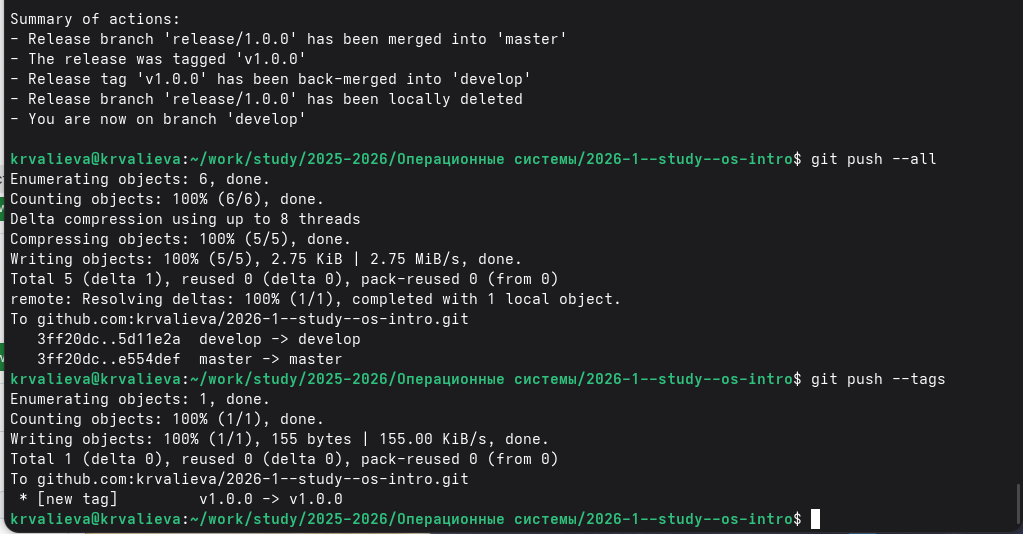 Summary of actions:
- Release branch 'release/1.0.0' has been merged into 'master'
- The release was tagged 'v1.0.0'
- Release tag 'v1.0.0' has been back-merged into 'develop'
- Release branch 'release/1.0.0' has been locally deleted
- You are now on branch 'develop'

krvalieva@krvalieva:~/work/study/2025-2026/Операционные системы/2026-1--study--os-intro$ git push --all
Enumerating objects: 6, done.
Counting objects: 100% (6/6), done.
Delta compression using up to 8 threads
Compressing objects: 100% (5/5), done.
Writing objects: 100% (5/5), 2.75 KiB | 2.75 MiB/s, done.
Total 5 (delta 1), reused 0 (delta 0), pack-reused 0 (from 0)
remote: Resolving deltas: 100% (1/1), completed with 1 local object.
To github.com:krvalieva/2026-1--study--os-intro.git
   3ff20dc..5d11e2a  develop -> develop
   3ff20dc..e554def  master -> master
krvalieva@krvalieva:~/work/study/2025-2026/Операционные системы/2026-1--study--os-intro$ git push --tags
Enumerating objects: 1, done.
Counting objects: 100% (1/1), done.
Writing objects: 100% (1/1), 155 bytes | 155.00 KiB/s, done.
Total 1 (delta 0), reused 0 (delta 0), pack-reused 0 (from 0)
To github.com:krvalieva/2026-1--study--os-intro.git
 * [new tag]         v1.0.0 -> v1.0.0
krvalieva@krvalieva:~/work/study/2025-2026/Операционные системы/2026-1--study--os-intro$